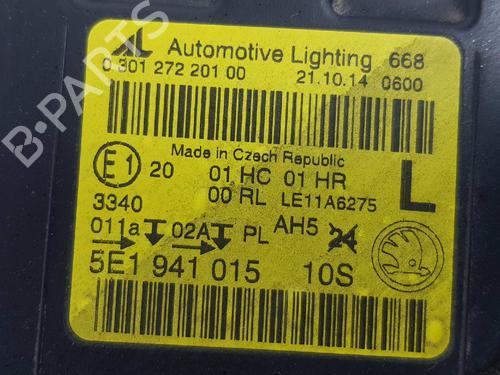 AL Automotive Lighting 668
0 301 272 201 00 21.10.14 0600
Made in Czech Republic
E1 20 01 HC 01 HR L
00 RL LE11A6275
3340
011a 02A PL AH5 24
5E1 941 015 10S
B-PARTS